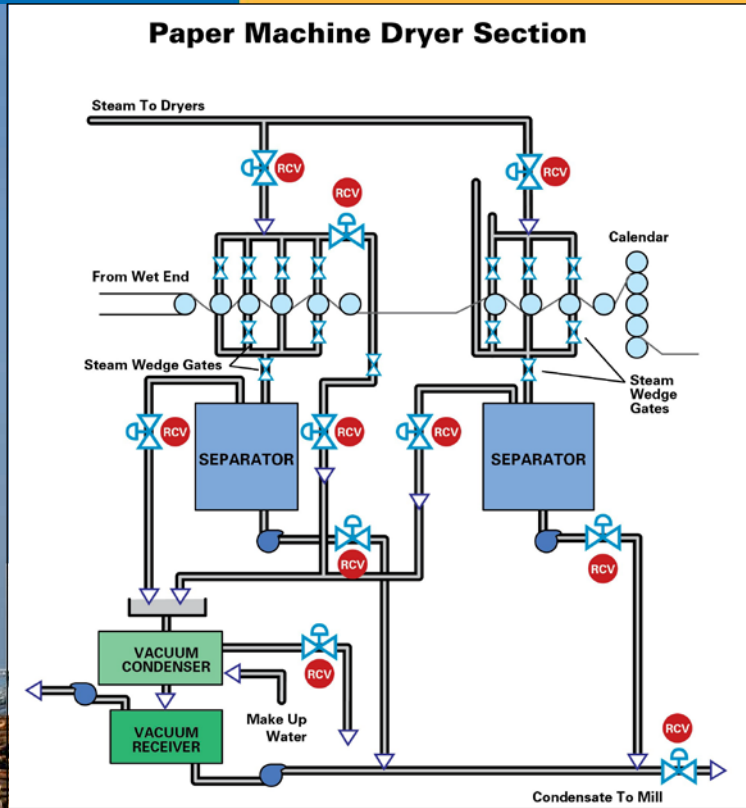 Paper Machine Dryer Section
Steam To Dryers
RCV
RCV
RCV
Calendar
From Wet End
Steam Wedge Gates
Steam
Wedge
Gates
RCV
RCV
RCV
SEPARATOR
SEPARATOR
RCV
RCV
VACUUM
CONDENSER
RCV
Make Up
Water
VACUUM
RECEIVER
RCV
Condensate To Mill